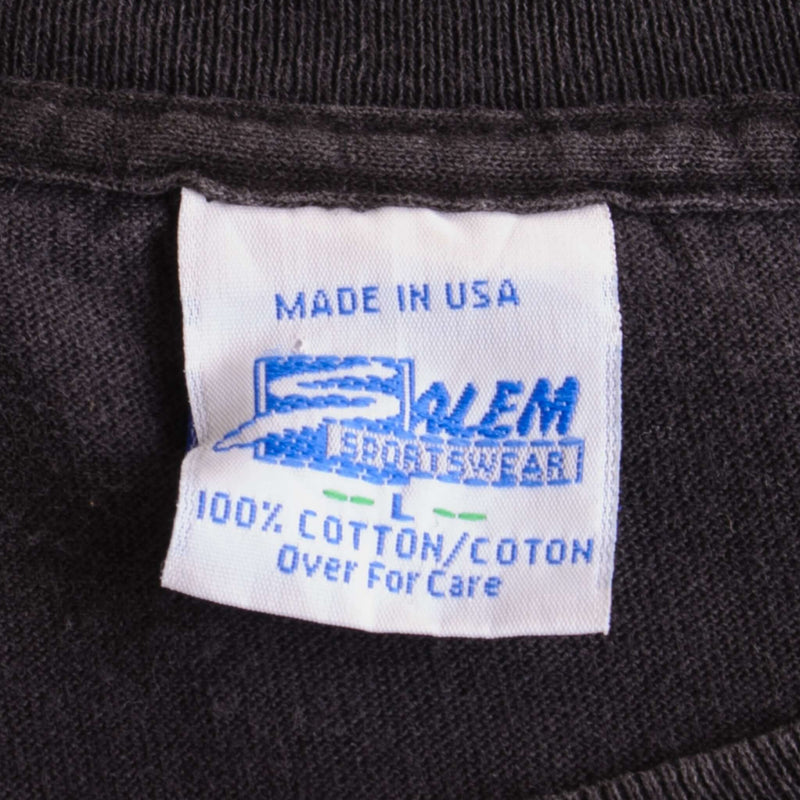 MADE IN USA
SALEM
SPORTSWEAR
L
100% COTTON/COTON
Over For Care